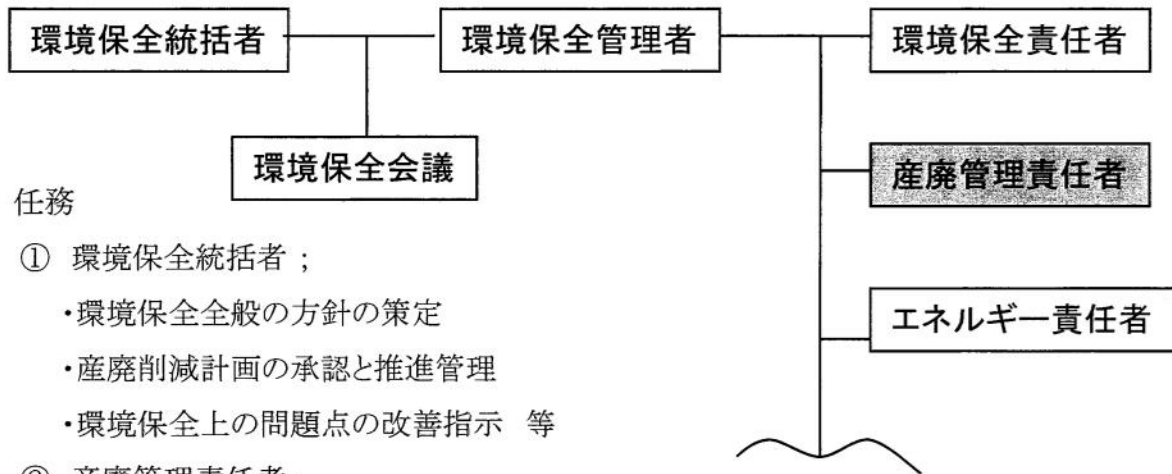 環境保全統括者 環境保全管理者 環境保全責任者
環境保全会議
産廃管理責任者
エネルギー責任者
任務
① 環境保全統括者 ;
・環境保全全般の方針の策定
・産廃削減計画の承認と推進管理
・環境保全上の問題点の改善指示 等